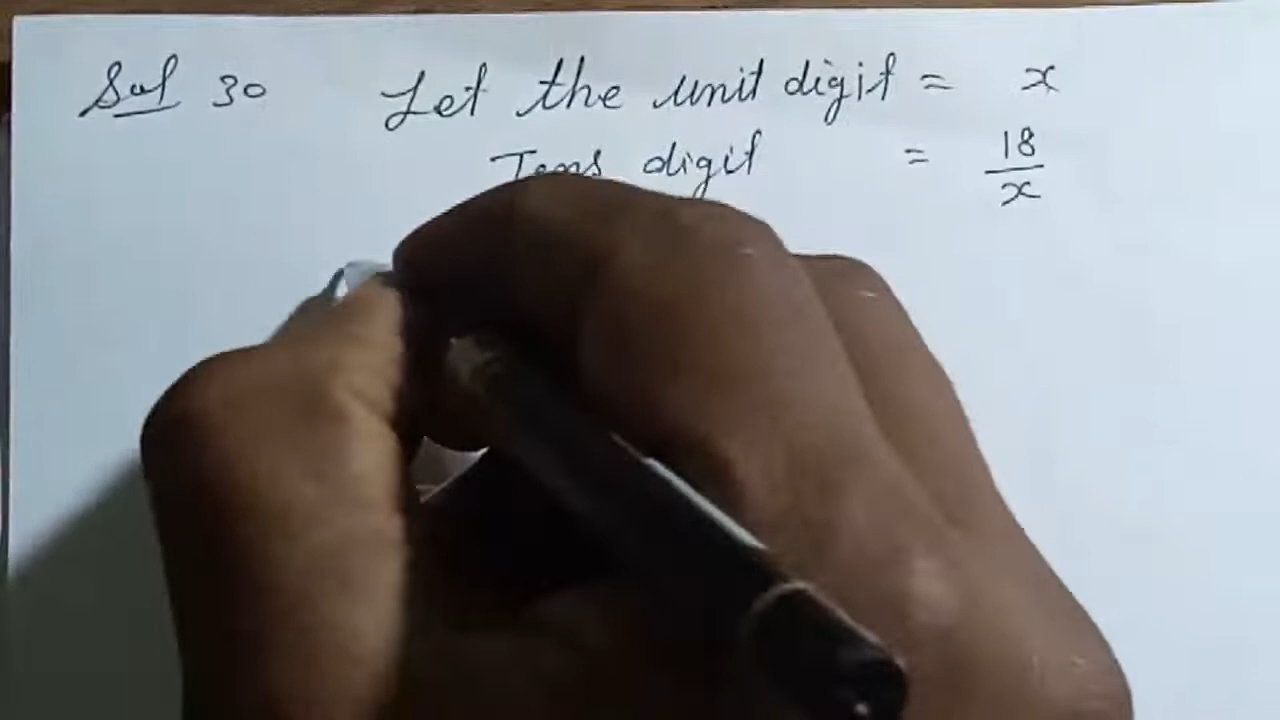 Sol 30 Let the unit digit = x
Tens digit = 18/x